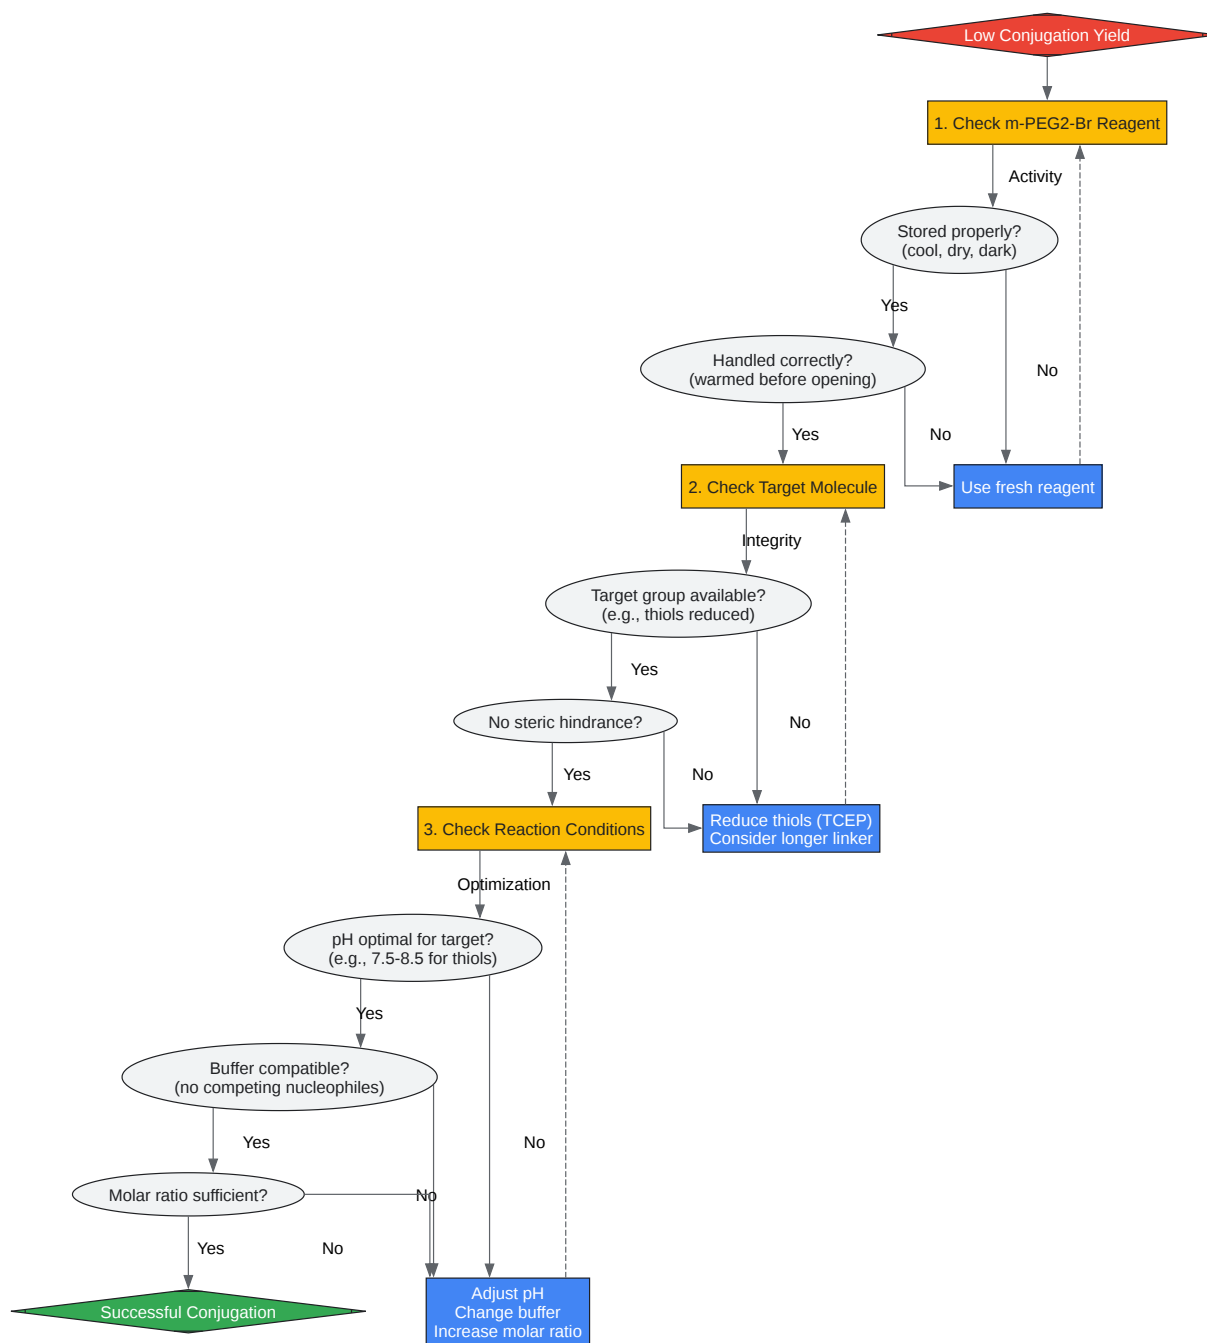 Low Conjugation Yield
1. Check m-PEG2-Br Reagent
Activity
Stored properly?
(cool, dry, dark)
Yes
Handled correctly?
(warmed before opening)
No
Yes
No
2. Check Target Molecule
Use fresh reagent
Integrity
Target group available?
(e.g., thiols reduced)
Yes
No steric hindrance?
No
Yes
No
3. Check Reaction Conditions
Reduce thiols (TCEP)
Consider longer linker
Optimization
pH optimal for target?
(e.g., 7.5-8.5 for thiols)
Yes
Buffer compatible?
(no competing nucleophiles)
Yes
No
Molar ratio sufficient?
No
Yes
No
Successful Conjugation
Adjust pH
Change buffer
Increase molar ratio